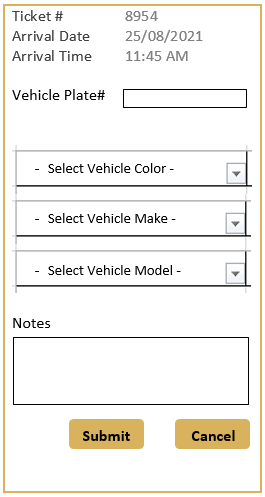 Ticket # 8954
Arrival Date 25/08/2021
Arrival Time 11:45 AM
Vehicle Plate#
- Select Vehicle Color -
- Select Vehicle Make -
- Select Vehicle Model -
Notes
Submit Cancel